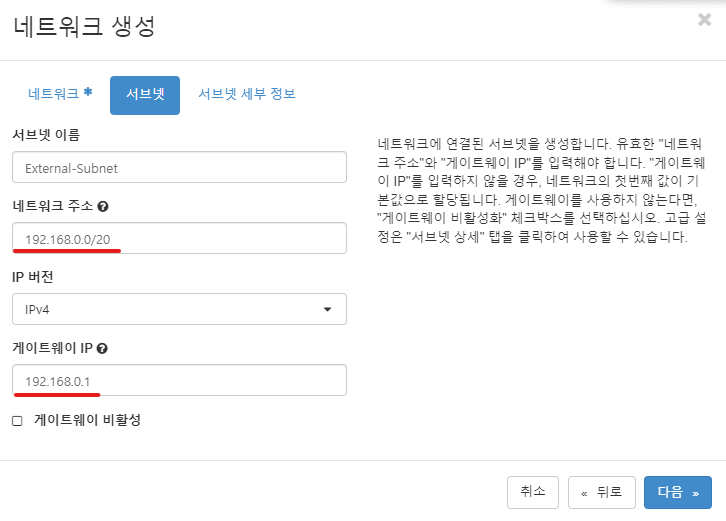 네트워크 생성
네트워크 *
서브넷
서브넷 세부 정보
서브넷 이름
External-Subnet
네트워크 주소
192.168.0.0/20
IP 버전
IPv4
게이트웨이 IP
192.168.0.1
게이트웨이 비활성
네트워크에 연결된 서브넷을 생성합니다. 유효한 "네트워
크 주소"와 "게이트웨이 IP"를 입력해야 합니다. "게이트웨
이 IP"를 입력하지 않을 경우, 네트워크의 첫번째 값이 기
본값으로 할당됩니다. 게이트웨이를 사용하지 않는다면,
"게이트웨이 비활성화" 체크박스를 선택하십시오. 고급 설
정은 "서브넷 상세" 탭을 클릭하여 사용할 수 있습니다.
취소
« 뒤로
다음 »